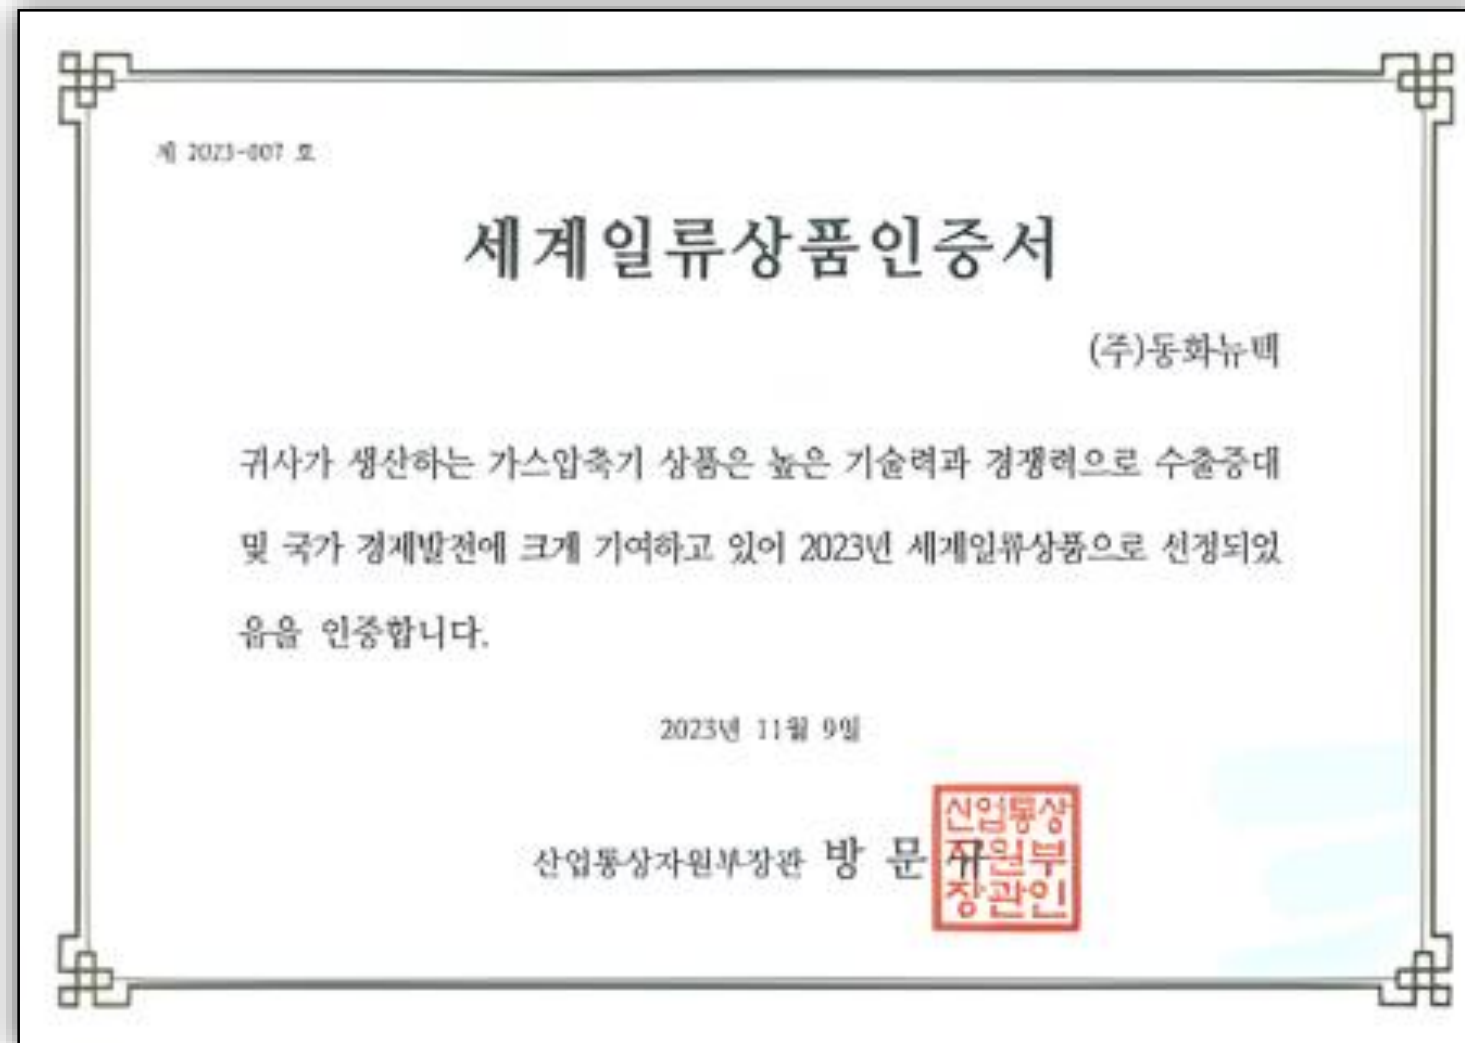 제 2023-007 호
세계일류상품인증서
(주)동화뉴텍
귀사가 생산하는 가스압축기 상품은 높은 기술력과 경쟁력으로 수출증대
및 국가 경제발전에 크게 기여하고 있어 2023년 세계일류상품으로 선정되었
음을 인증합니다.
2023년 11월 9일
산업통상자원부장관 방 문 규
산업통상
자원부
장관인